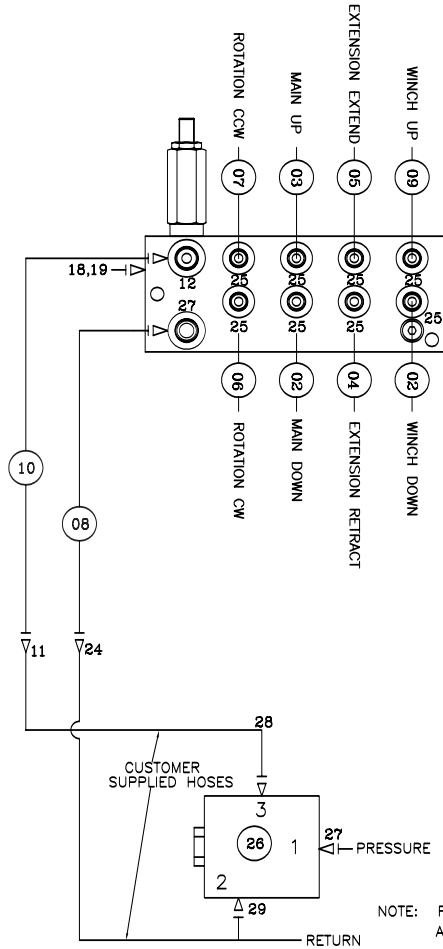 ROTATION CCW
MAIN UP
EXTENSION EXTEND
WINCH UP
07
03
05
09
18,19
12
25
25
25
25
27
25
25
25
25
06
02
04
02
ROTATION CW
MAIN DOWN
EXTENSION RETRACT
WINCH DOWN
10
08
11
24
28
CUSTOMER
SUPPLIED HOSES
3
26
1
27
PRESSURE
2
29
RETURN
NOTE: